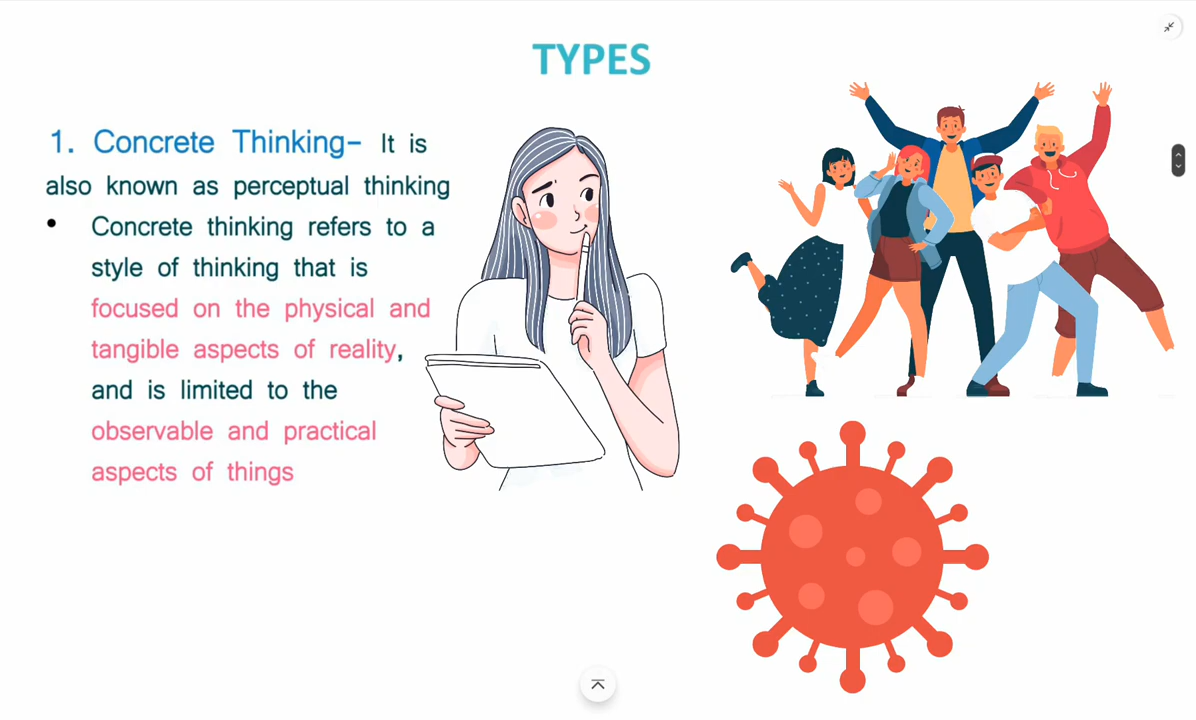 TYPES
1. Concrete Thinking- It is
also known as perceptual thinking
• Concrete thinking refers to a
style of thinking that is
focused on the physical and
tangible aspects of reality,
and is limited to the
observable and practical
aspects of things